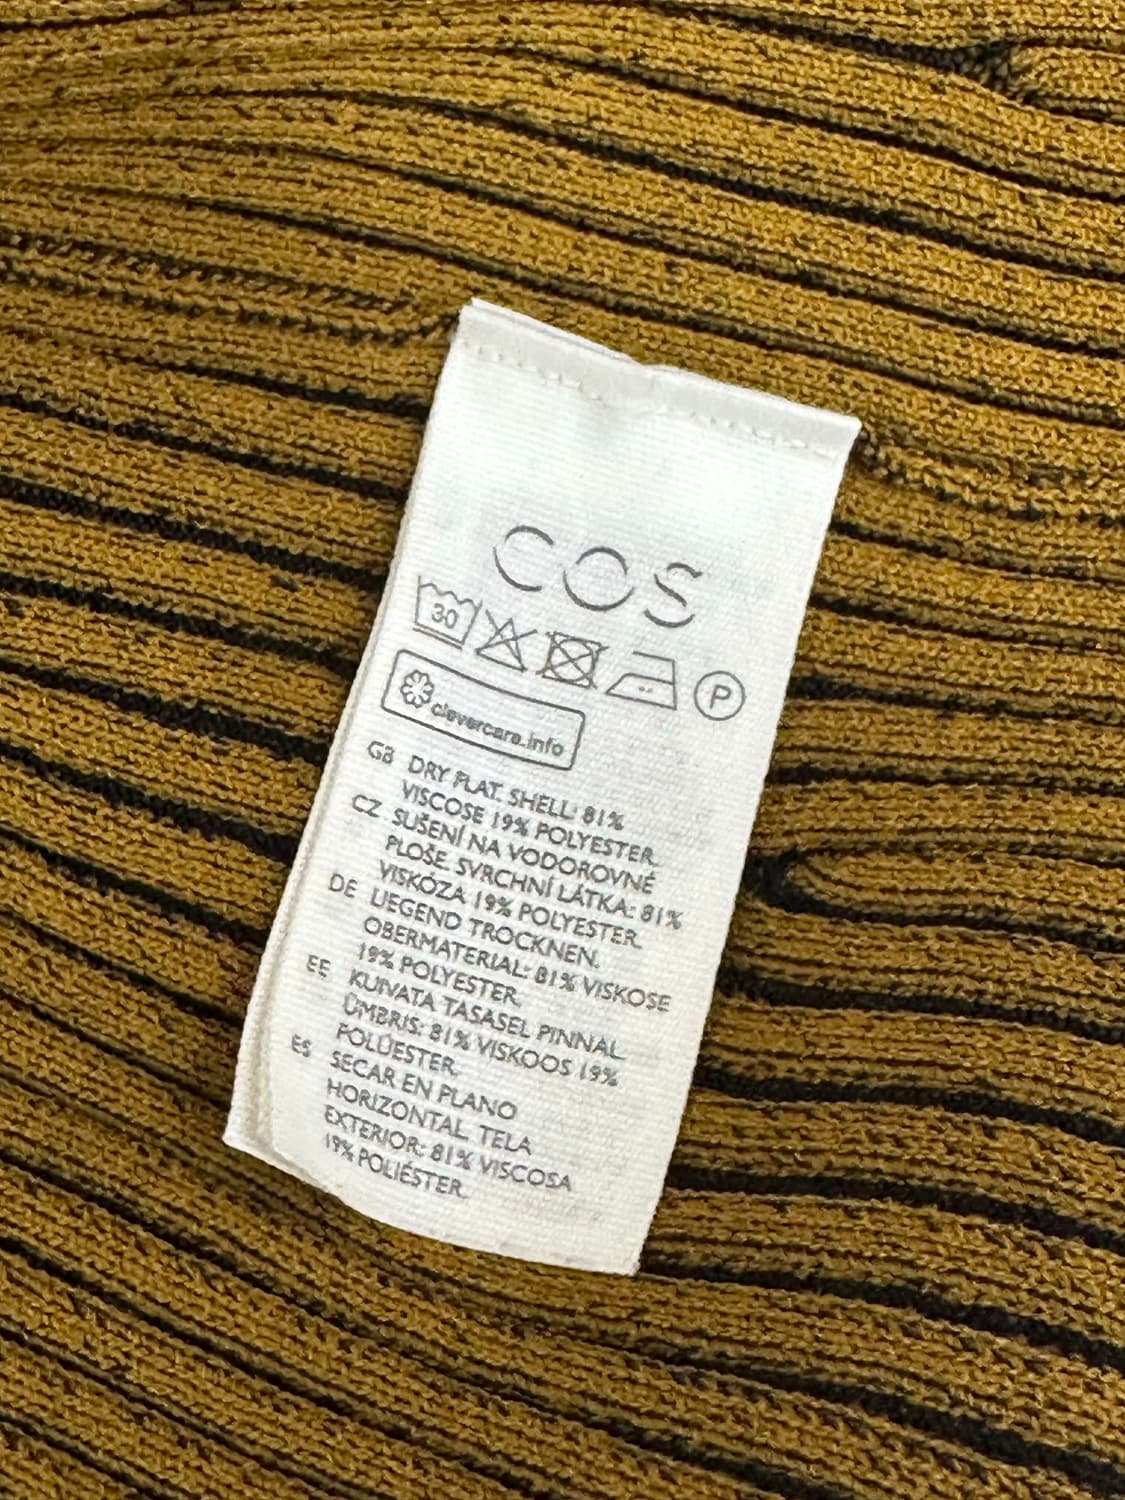 COS
30
P
clevercare.info
GB DRY FLAT. SHELL: 81%
VISCOSE 19% POLYESTER.
CZ SUŠENÍ NA VODOROVNÉ
PLOŠE. SVRCHNÍ LÁTKA: 81%
VISKÓZA 19% POLYESTER.
DE LIEGEND TROCKNEN.
OBERMATERIAL: 81% VISKOSE
19% POLYESTER.
EE KUIVATA TASASEL PINNAL.
ÜMBRIS: 81% VISKOOS 19%
POLÜESTER.
ES SECAR EN PLANO
HORIZONTAL. TELA
EXTERIOR: 81% VISCOSA
19% POLIÉSTER.